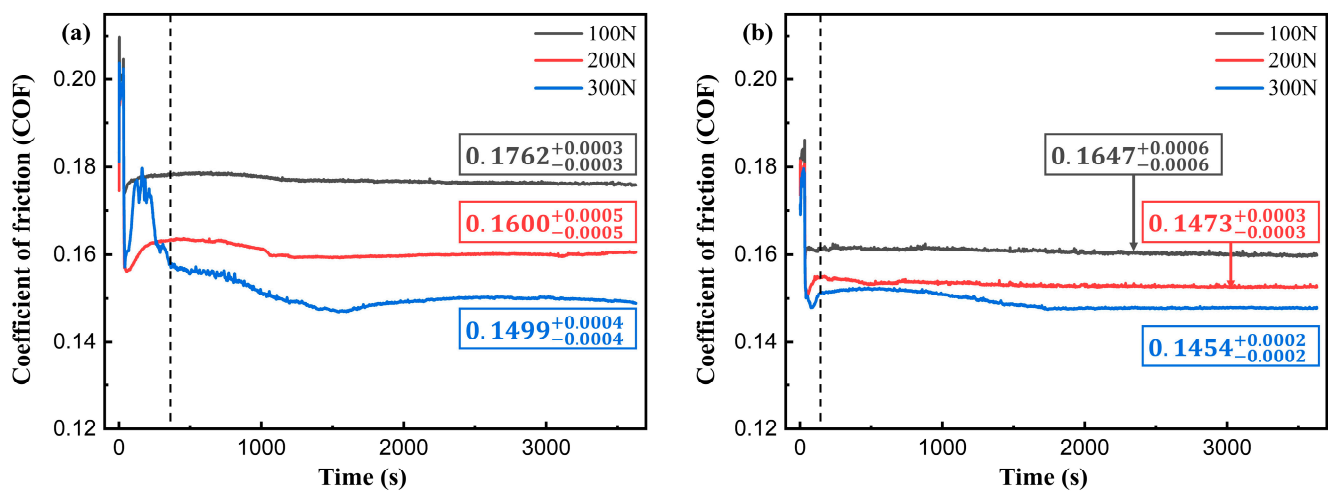 (a)
100N
200N
300N
0.20
0.18
0.16
0.14
0.12
0.1762 +0.0003 −0.0003
0.1600 +0.0005 −0.0005
0.1499 +0.0004 −0.0004
0
1000
2000
3000
Time (s)
Coefficient of friction (COF)
(b)
100N
200N
300N
0.20
0.18
0.16
0.14
0.12
0.1647 +0.0006 −0.0006
0.1473 +0.0003 −0.0003
0.1454 +0.0002 −0.0002
0
1000
2000
3000
Time (s)
Coefficient of friction (COF)